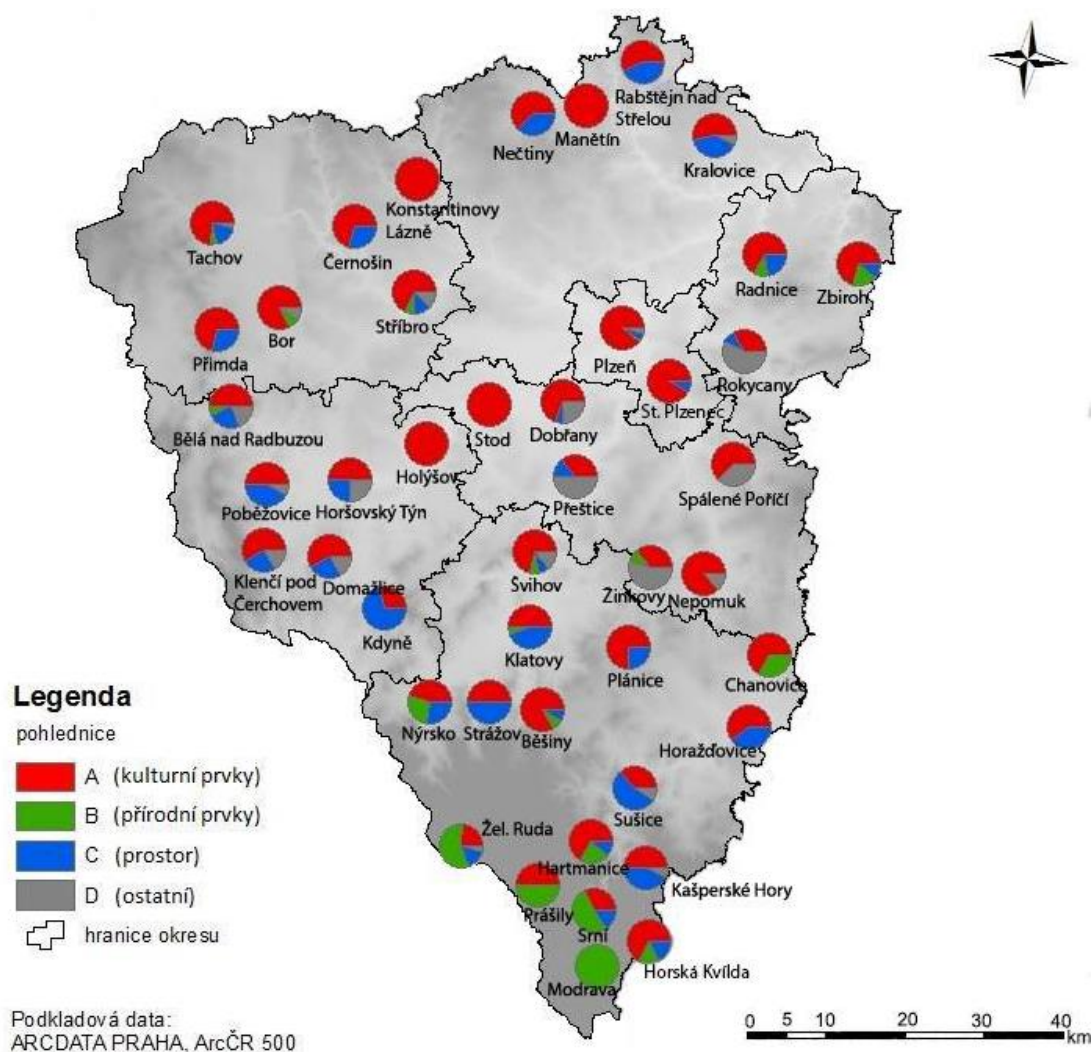 Rabštějn nad
Střelou
Manětín
Nečtiny
Kralovice
Konstantinovy
Lázně
Tachov
Černošin
Radnice
Zbiroh
Stříbro
Bor
Přimda
Plzeň
Rokycany
St. Plzenec
Bělá nad Radbuzou
Stod
Dobřany
Holýšov
Spálené Poříčí
Poběžovice
Horšovský Týn
Přeštice
Klenčí pod
Čerchovem
Domažlice
Švihov
Žinkovy
Nepomuk
Kdyně
Klatovy
Plánice
Chanovice
Nýrsko
Strážov
Běšiny
Horažďovice
Sušice
Žel. Ruda
Hartmanice
Kašperské Hory
Prášily
Srní
Horská Kvílda
Modrava
Legenda
pohlednice
A (kulturní prvky)
B (přírodní prvky)
C (prostor)
D (ostatní)
hranice okresu
Podkladová data:
ARCDATA PRAHA, ArcČR 500
0 5 10 20 30 40
km